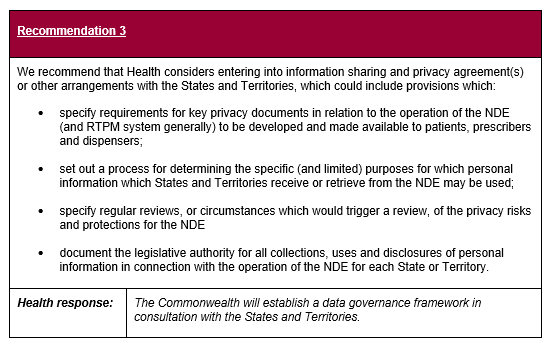 Recommendation 3
We recommend that Health considers entering into information sharing and privacy agreement(s)
or other arrangements with the States and Territories, which could include provisions which:
• specify requirements for key privacy documents in relation to the operation of the NDE
(and RTPM system generally) to be developed and made available to patients, prescribers
and dispensers;
• set out a process for determining the specific (and limited) purposes for which personal
information which States and Territories receive or retrieve from the NDE may be used;
• specify regular reviews, or circumstances which would trigger a review, of the privacy risks
and protections for the NDE
• document the legislative authority for all collections, uses and disclosures of personal
information in connection with the operation of the NDE for each State or Territory.
Health response: The Commonwealth will establish a data governance framework in
consultation with the States and Territories.